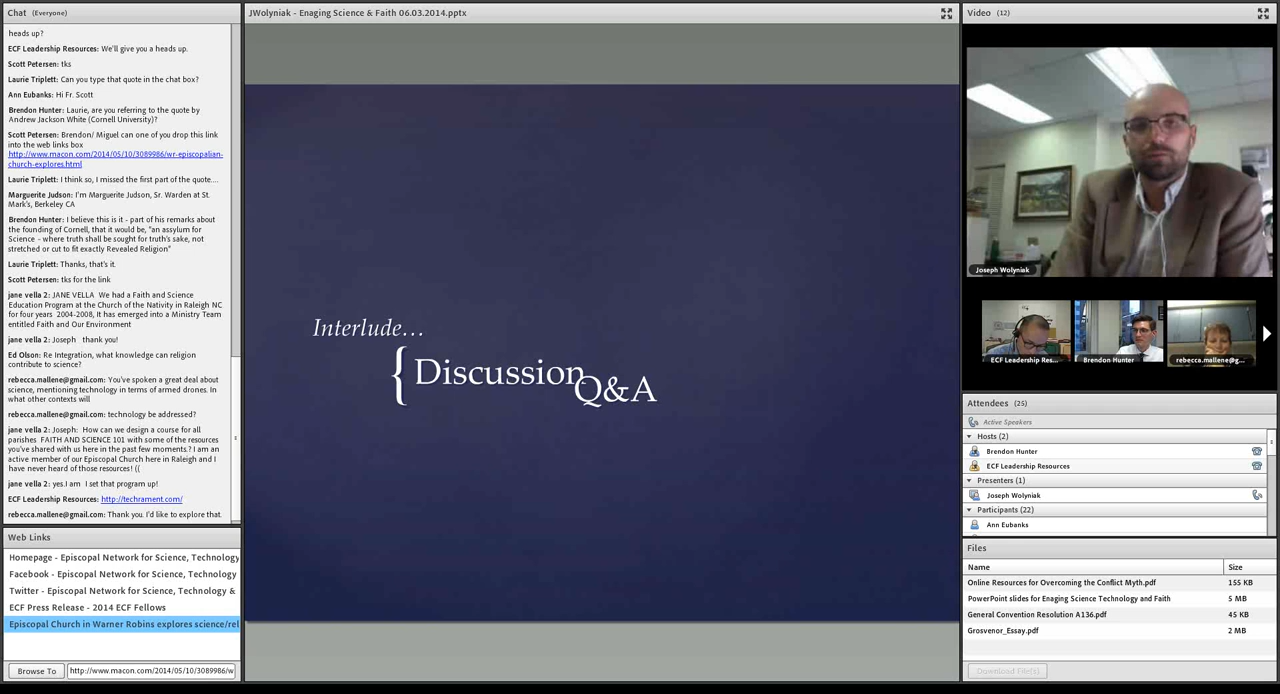 Chat (Everyone)
heads up?
ECF Leadership Resources: We'll give you a heads up.
Scott Petersen: tks
Laurie Triplett: Can you type that quote in the chat box?
Ann Eubanks: Hi Fr. Scott
Brendon Hunter: Laurie, are you referring to the quote by
Andrew Jackson White (Cornell University)?
Scott Petersen: Brendon/ Miguel can one of you drop this link
into the web links box
http://www.macon.com/2014/05/10/3089986/wr-episcopalian-
church-explores.html
Laurie Triplett: I think so, I missed the first part of the quote....
Marguerite Judson: I'm Marguerite Judson, Sr. Warden at St.
Mark's, Berkeley CA
Brendon Hunter: I believe this is it - part of his remarks about
the founding of Cornell, that it would be, "an assylum for
Science – where truth shall be sought for truth's sake, not
stretched or cut to fit exactly Revealed Religion"
Laurie Triplett: Thanks, that's it.
Scott Petersen: tks for the link
jane vella 2: JANE VELLA We had a Faith and Science
Education Program at the Church of the Nativity in Raleigh NC
for four years 2004-2008, It has emerged into a Ministry Team
entitled Faith and Our Environment
jane vella 2: Joseph thank you!
Ed Olson: Re Integration, what knowledge can religion
contribute to science?
rebecca.mallene@gmail.com: You've spoken a great deal about
science, mentioning technology in terms of armed drones. In
what other contexts will
rebecca.mallene@gmail.com: technology be addressed?
jane vella 2: Joseph: How can we design a course for all
parishes FAITH AND SCIENCE 101 with some of the resources
you've shared with us here in the past few moments.? I am an
active member of our Episcopal Church here in Raleigh and I
have never heard of those resources! ((
jane vella 2: yes.I am I set that program up!
ECF Leadership Resources: http://techrament.com/
rebecca.mallene@gmail.com: Thank you. I'd like to explore that.
Web Links
Homepage - Episcopal Network for Science, Technology
Facebook - Episcopal Network for Science, Technology
Twitter - Episcopal Network for Science, Technology &
ECF Press Release - 2014 ECF Fellows
Episcopal Church in Warner Robins explores science/rel
Browse To
http://www.macon.com/2014/05/10/3089986/w
JWolyniak - Enaging Science & Faith 06.03.2014.pptx
Interlude...
{ Discussion
Q&A
Video (12)
Joseph Wolyniak
ECF Leadership Res...
Brendon Hunter
rebecca.mallene@g...
Attendees (25)
Active Speakers
Hosts (2)
Brendon Hunter
ECF Leadership Resources
Presenters (1)
Joseph Wolyniak
Participants (22)
Ann Eubanks
Files
Name Size
Online Resources for Overcoming the Conflict Myth.pdf 155 KB
PowerPoint slides for Enaging Science Technology and Faith 5 MB
General Convention Resolution A136.pdf 45 KB
Grosvenor_Essay.pdf 2 MB
Download File(s)